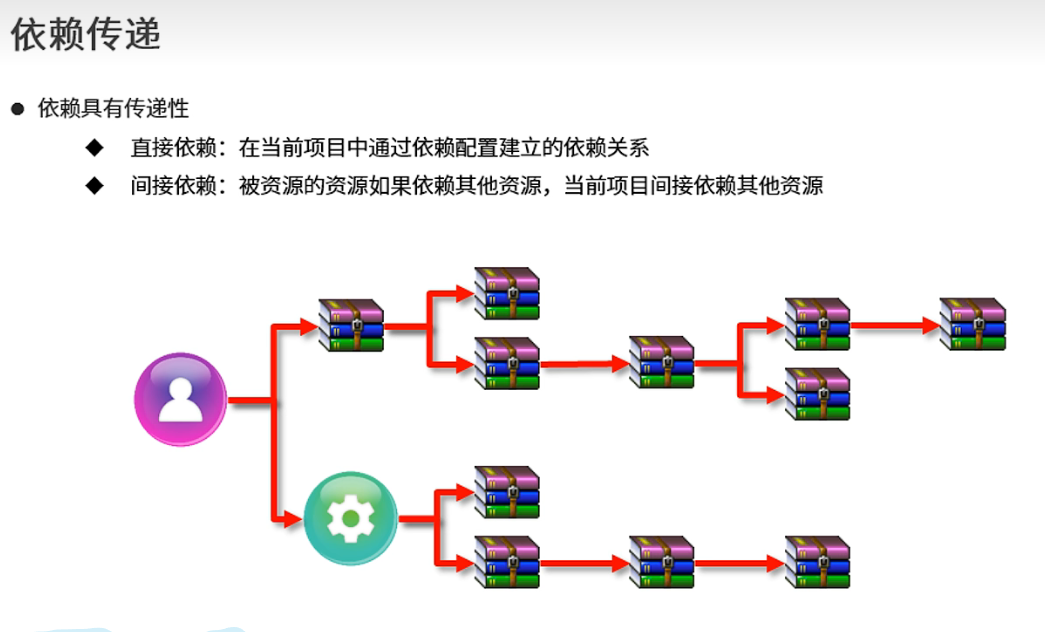 依赖传递
● 依赖具有传递性
◆ 直接依赖：在当前项目中通过依赖配置建立的依赖关系
◆ 间接依赖：被资源的资源如果依赖其他资源，当前项目间接依赖其他资源